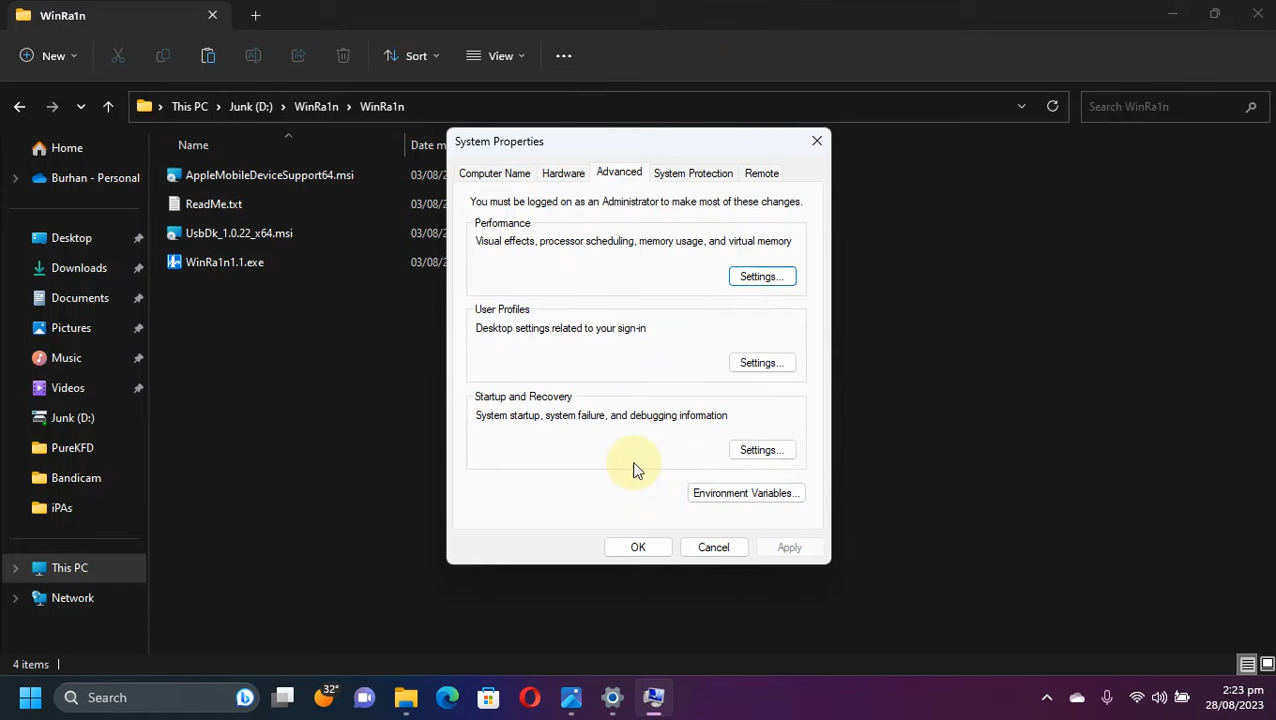 WinRa1n
New
Sort
View
This PC > Junk (D:) > WinRa1n > WinRa1n
Search WinRa1n
Home
Burhan - Personal
Desktop
Downloads
Documents
Pictures
Music
Videos
Junk (D:)
PureKFD
Bandicam
iPAs
This PC
Network
Name
Date m
AppleMobileDeviceSupport64.msi
03/08/2
ReadMe.txt
03/08/2
UsbDk_1.0.22_x64.msi
03/08/2
WinRa1n1.1.exe
03/08/2
System Properties
Computer Name
Hardware
Advanced
System Protection
Remote
You must be logged on as an Administrator to make most of these changes.
Performance
Visual effects, processor scheduling, memory usage, and virtual memory
Settings...
User Profiles
Desktop settings related to your sign-in
Settings...
Startup and Recovery
System startup, system failure, and debugging information
Settings...
Environment Variables...
OK
Cancel
Apply
4 items
Search
32°
2:23 pm
28/08/2023